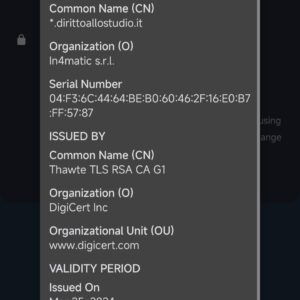 Common Name (CN)
*.dirittoallostudio.it
Organization (O)
In4matic s.r.l.
Serial Number
04:F3:6C:44:64:BE:B0:60:46:2F:16:E0:B7
:FF:57:87
using
ange
ISSUED BY
Common Name (CN)
Thawte TLS RSA CA G1
Organization (O)
DigiCert Inc
Organizational Unit (OU)
www.digicert.com
VALIDITY PERIOD
Issued On